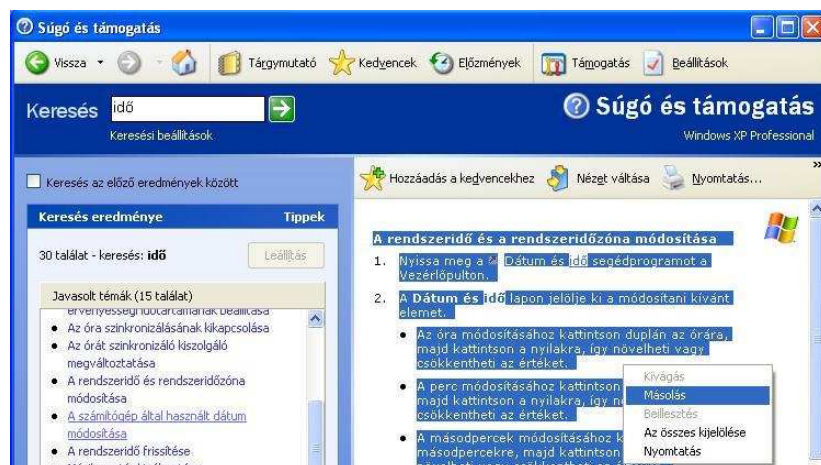 Súgó és támogatás
Vissza
Tárgymutató
Kedvencek
Előzmények
Támogatás
Beállítások
Keresés
idő
Keresési beállítások
Súgó és támogatás
Windows XP Professional
Keresés az előző eredmények között
Keresés eredménye
Tippek
30 találat - keresés: idő
Leállítás
Javasolt témák (15 találat)
érvényességi időtartamának beállítása
Az óra szinkronizálásának kikapcsolása
Az órát szinkronizáló kiszolgáló
megváltoztatása
A rendszeridő és rendszeridőzóna
módosítása
A számítógép által használt dátum
módosítása
A rendszeridő frissítése
Hozzáadás a kedvencekhez
Nézet váltása
Nyomtatás...
»
A rendszeridő és a rendszeridőzóna módosítása
1. Nyissa meg a Dátum és idő segédprogramot a
Vezérlőpulton.
2. A Dátum és idő lapon jelölje ki a módosítani kívánt
elemet.
Az óra módosításához kattintson duplán az órára,
majd kattintson a nyilakra, így növelheti vagy
csökkentheti az értéket.
A perc módosításához kattintson
majd kattintson a nyilakra, így
csökkentheti az értéket.
A másodpercek módosításához k
másodpercekre, majd kattintson
Kivágás
Másolás
Beillesztés
Az összes kijelölése
Nyomtatás